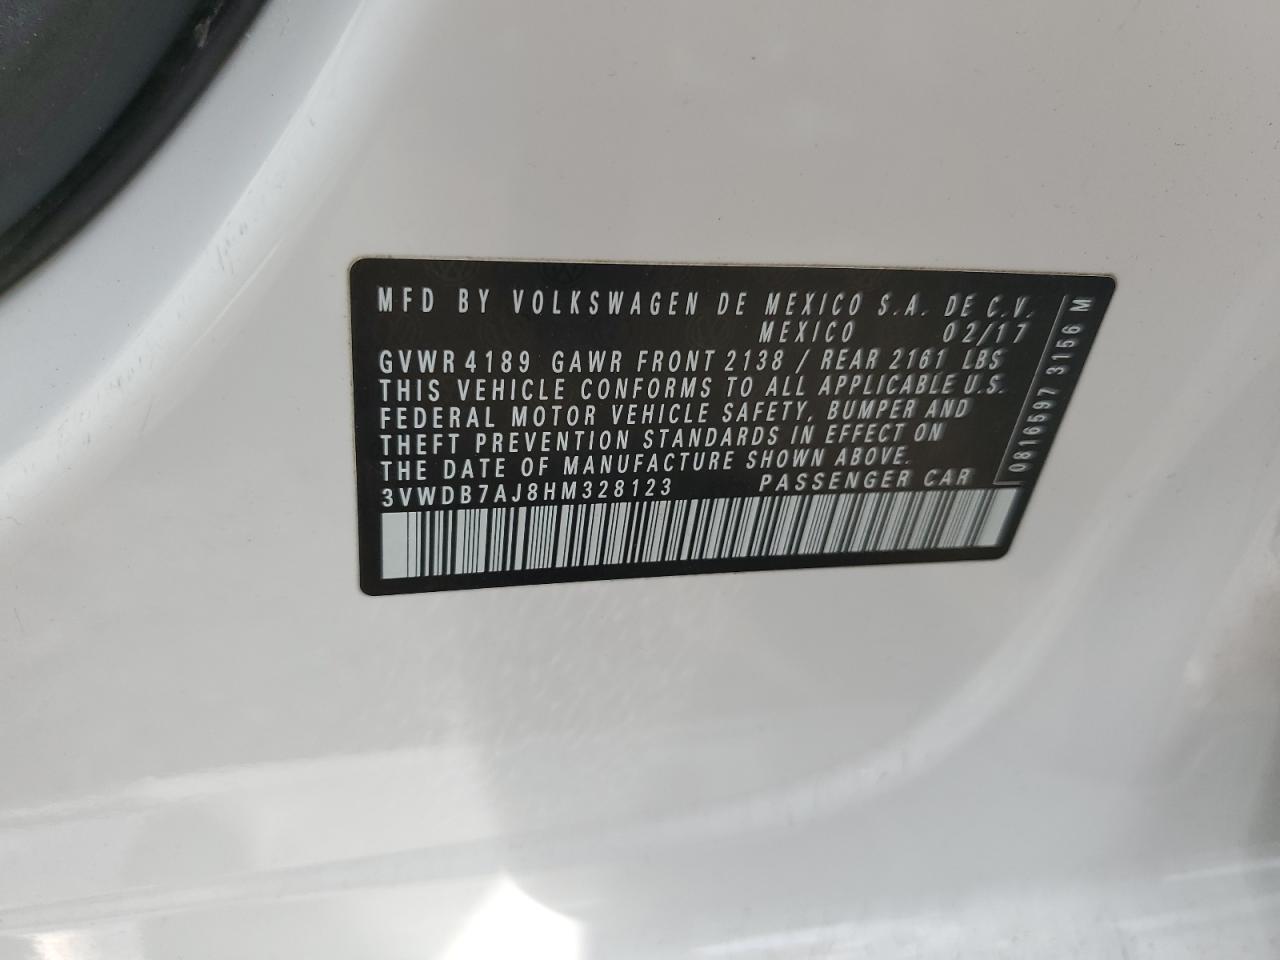 MFD BY VOLKSWAGEN DE MEXICO S.A. DE C.V.
MEXICO 02/17
GVWR 4189 GAWR FRONT 2138 / REAR 2161 LBS
THIS VEHICLE CONFORMS TO ALL APPLICABLE U.S.
FEDERAL MOTOR VEHICLE SAFETY, BUMPER AND
THEFT PREVENTION STANDARDS IN EFFECT ON
THE DATE OF MANUFACTURE SHOWN ABOVE.
3VWDB7AJ8HM328123 PASSENGER CAR
0816597 3156 M